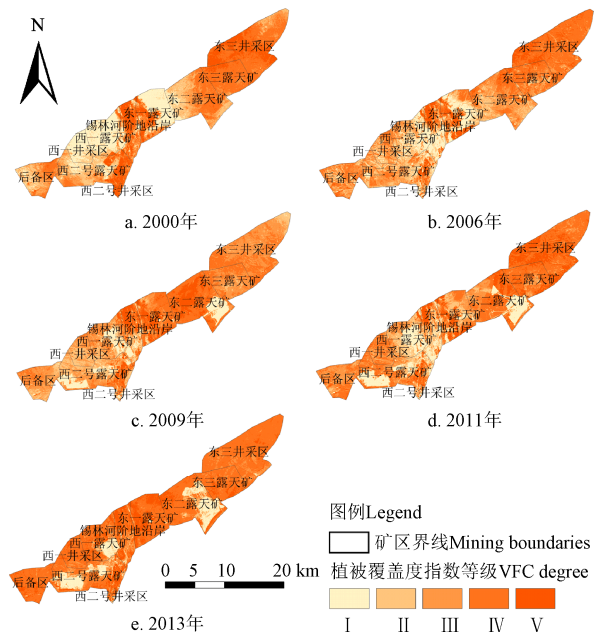 N
东三井采区
东三露天矿
东二露天矿
东一露天矿
锡林河阶地沿岸
西一露天矿
西一井采区
西二号露天矿
后备区
西二号井采区
a. 2000年
东三井采区
东三露天矿
东二露天矿
东一露天矿
锡林河阶地沿岸
西一露天矿
西一井采区
西二号露天矿
后备区
西二号井采区
b. 2006年
东三井采区
东三露天矿
东二露天矿
东一露天矿
锡林河阶地沿岸
西一露天矿
西一井采区
西二号露天矿
后备区
西二号井采区
c. 2009年
东三井采区
东三露天矿
东二露天矿
东一露天矿
锡林河阶地沿岸
西一露天矿
西一井采区
西二号露天矿
后备区
西二号井采区
d. 2011年
东三井采区
东三露天矿
东二露天矿
东一露天矿
锡林河阶地沿岸
西一露天矿
西一井采区
西二号露天矿
后备区
西二号井采区
e. 2013年
0 5 10 20 km
图例Legend
矿区界线Mining boundaries
植被覆盖度指数等级VFC degree
Ⅰ Ⅱ Ⅲ Ⅳ Ⅴ